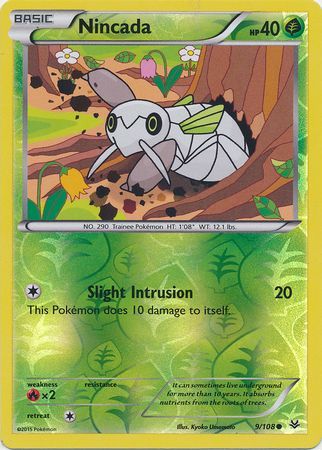 BASIC
Nincada
HP40
NO. 290 Trainee Pokémon HT: 1'08" WT: 12.1 lbs.
Slight Intrusion 20
This Pokémon does 10 damage to itself.
weakness
×2
resistance
retreat
It can sometimes live underground
for more than 10 years. It absorbs
nutrients from the roots of trees.
Illus. Kyoko Umemoto
9/108
©2015 Pokémon